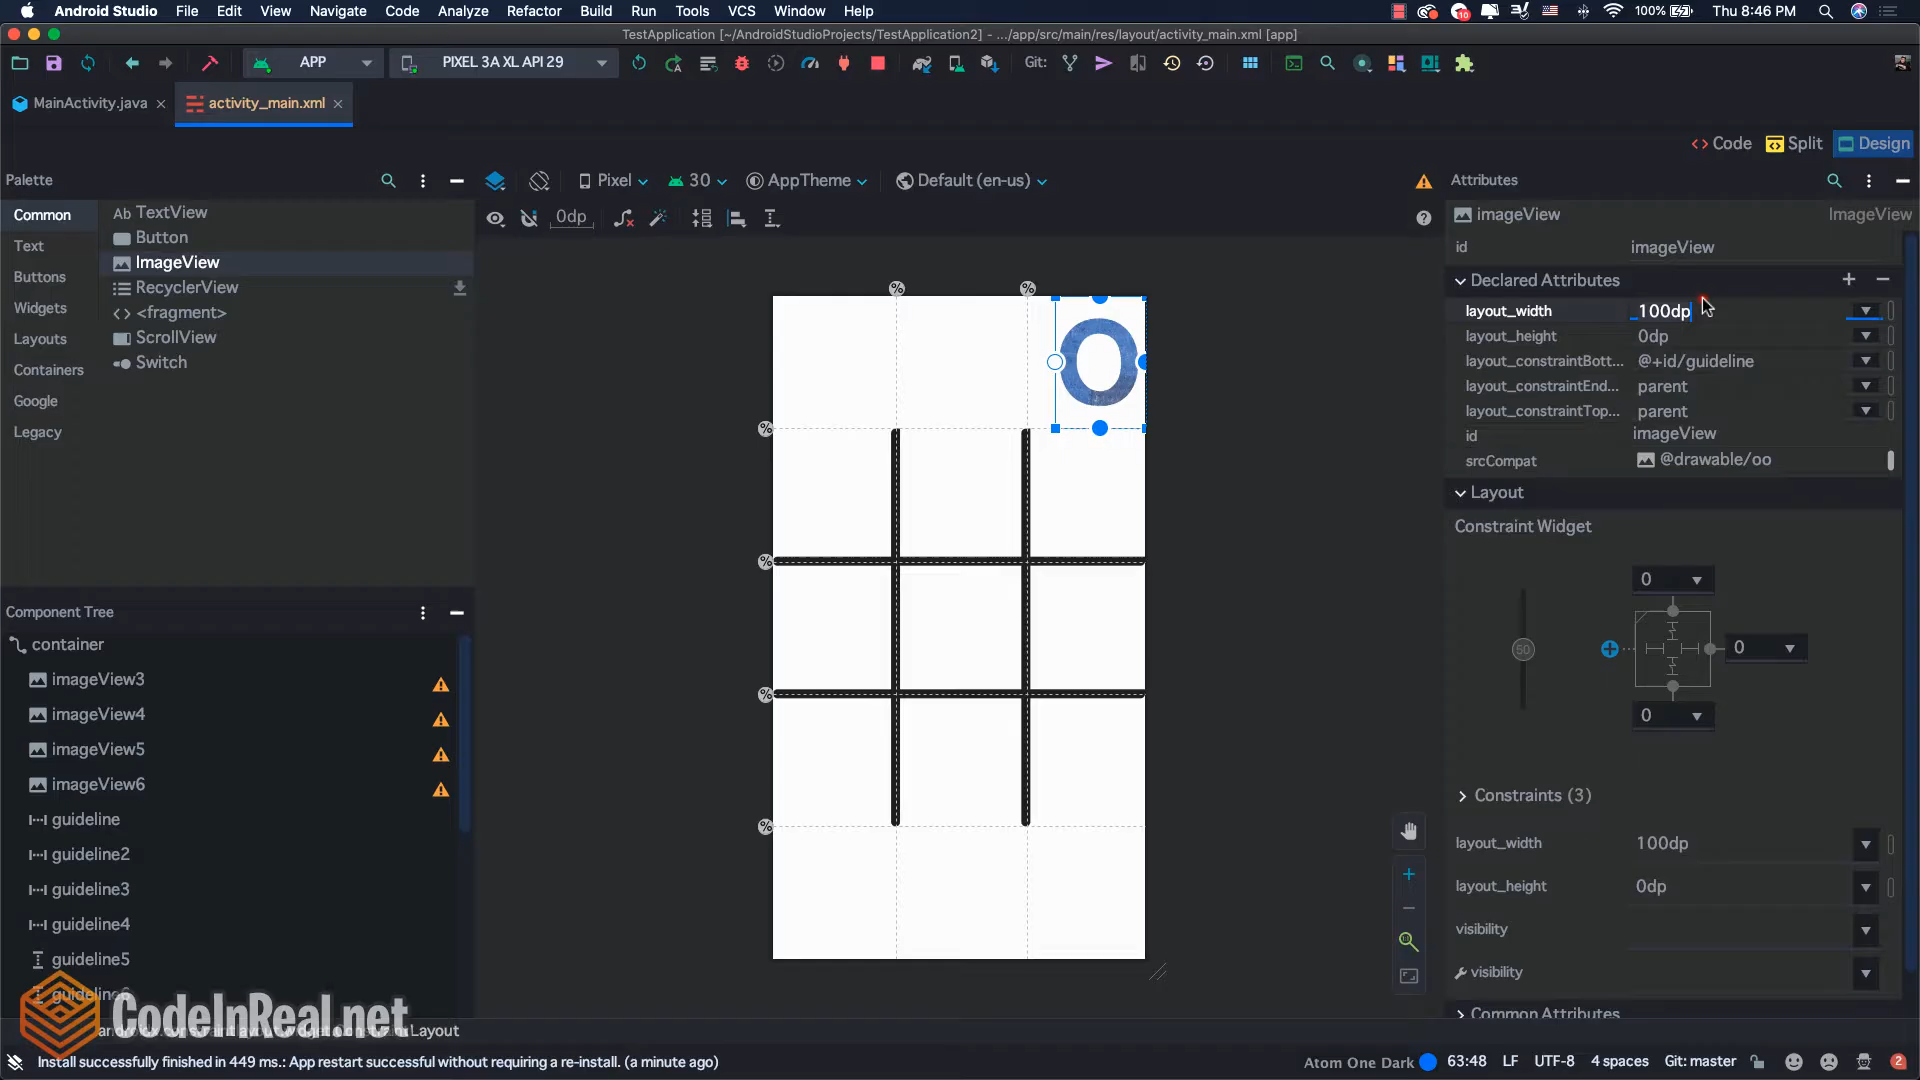 Android Studio File Edit View Navigate Code Analyze Refactor Build Run Tools VCS Window Help 10 100% Thu 8:46 PM
TestApplication [~/AndroidStudioProjects/TestApplication2] - .../app/src/main/res/layout/activity_main.xml [app]
APP PIXEL 3A XL API 29 Git:
MainActivity.java activity_main.xml
Code Split Design
Palette
Common
Text
Buttons
Widgets
Layouts
Containers
Google
Legacy
Ab TextView
Button
ImageView
RecyclerView
<fragment>
ScrollView
Switch
Pixel 30 AppTheme Default (en-us)
0dp
O
%
%
%
%
%
%
Component Tree
container
imageView3
imageView4
imageView5
imageView6
guideline
guideline2
guideline3
guideline4
guideline5
guideline6
Attributes
imageView ImageView
id imageView
Declared Attributes
layout_width 100dp
layout_height 0dp
layout_constraintBott... @+id/guideline
layout_constraintEnd... parent
layout_constraintTop... parent
id imageView
srcCompat @drawable/oo
Layout
Constraint Widget
0
50
0
0
Constraints (3)
layout_width 100dp
layout_height 0dp
visibility
visibility
Common Attributes
CodeInReal.net
Install successfully finished in 449 ms.: App restart successful without requiring a re-install. (a minute ago) Atom One Dark 63:48 LF UTF-8 4 spaces Git: master 2